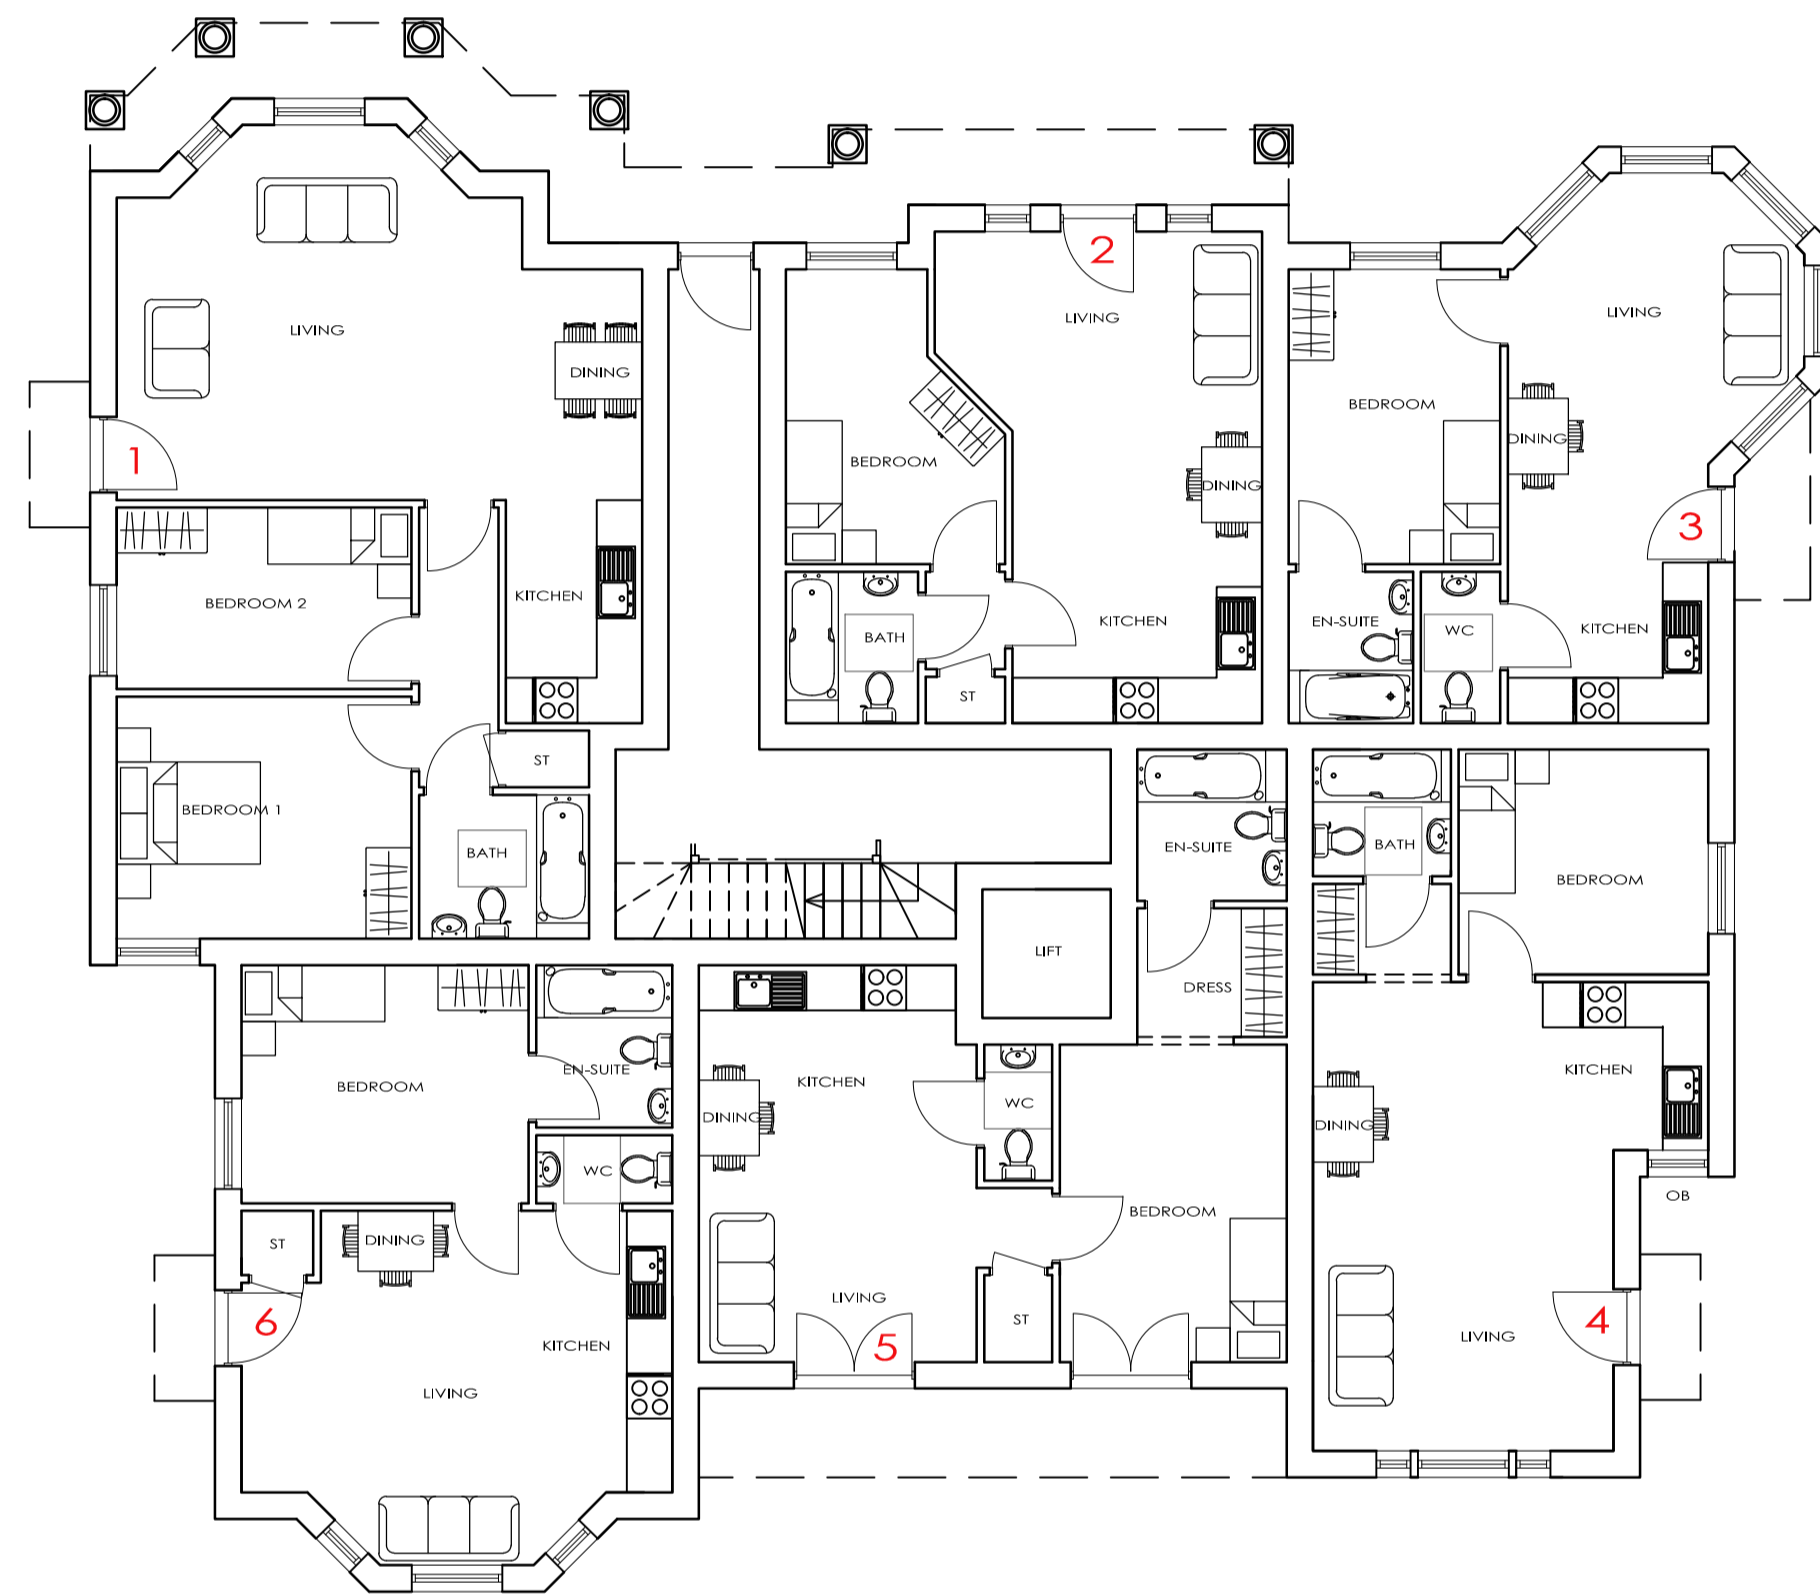 1
LIVING
DINING
KITCHEN
BEDROOM 2
BEDROOM 1
ST
BATH
2
LIVING
BEDROOM
DINING
BATH
KITCHEN
ST
3
LIVING
BEDROOM
DINING
EN-SUITE
WC
KITCHEN
EN-SUITE
DRESS
LIFT
BATH
BEDROOM
KITCHEN
DINING
OB
LIVING
4
KITCHEN
DINING
WC
BEDROOM
LIVING
ST
5
BEDROOM
EN-SUITE
WC
ST
DINING
6
KITCHEN
LIVING